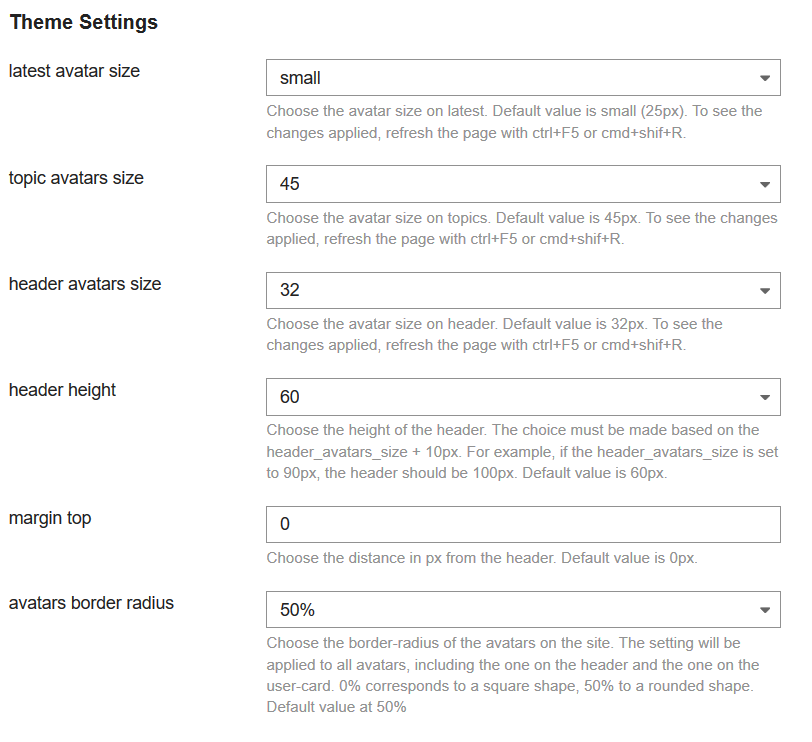 Theme Settings
latest avatar size
small
Choose the avatar size on latest. Default value is small (25px). To see the
changes applied, refresh the page with ctrl+F5 or cmd+shif+R.
topic avatars size
45
Choose the avatar size on topics. Default value is 45px. To see the changes
applied, refresh the page with ctrl+F5 or cmd+shif+R.
header avatars size
32
Choose the avatar size on header. Default value is 32px. To see the
changes applied, refresh the page with ctrl+F5 or cmd+shif+R.
header height
60
Choose the height of the header. The choice must be made based on the
header_avatars_size + 10px. For example, if the header_avatars_size is set
to 90px, the header should be 100px. Default value is 60px.
margin top
0
Choose the distance in px from the header. Default value is 0px.
avatars border radius
50%
Choose the border-radius of the avatars on the site. The setting will be
applied to all avatars, including the one on the header and the one on the
user-card. 0% corresponds to a square shape, 50% to a rounded shape.
Default value at 50%